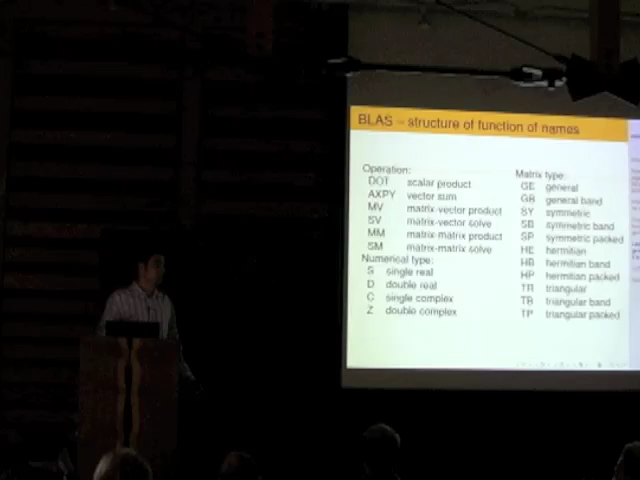 BLAS – structure of function of names
Operation:
DOT scalar product
AXPY vector sum
MV matrix-vector product
SV matrix-vector solve
MM matrix-matrix product
SM matrix-matrix solve
Numerical type:
S single real
D double real
C single complex
Z double complex
Matrix type:
GE general
GB general band
SY symmetric
SB symmetric band
SP symmetric packed
HE hermitian
HB hermitian band
HP hermitian packed
TR triangular
TB triangular band
TP triangular packed